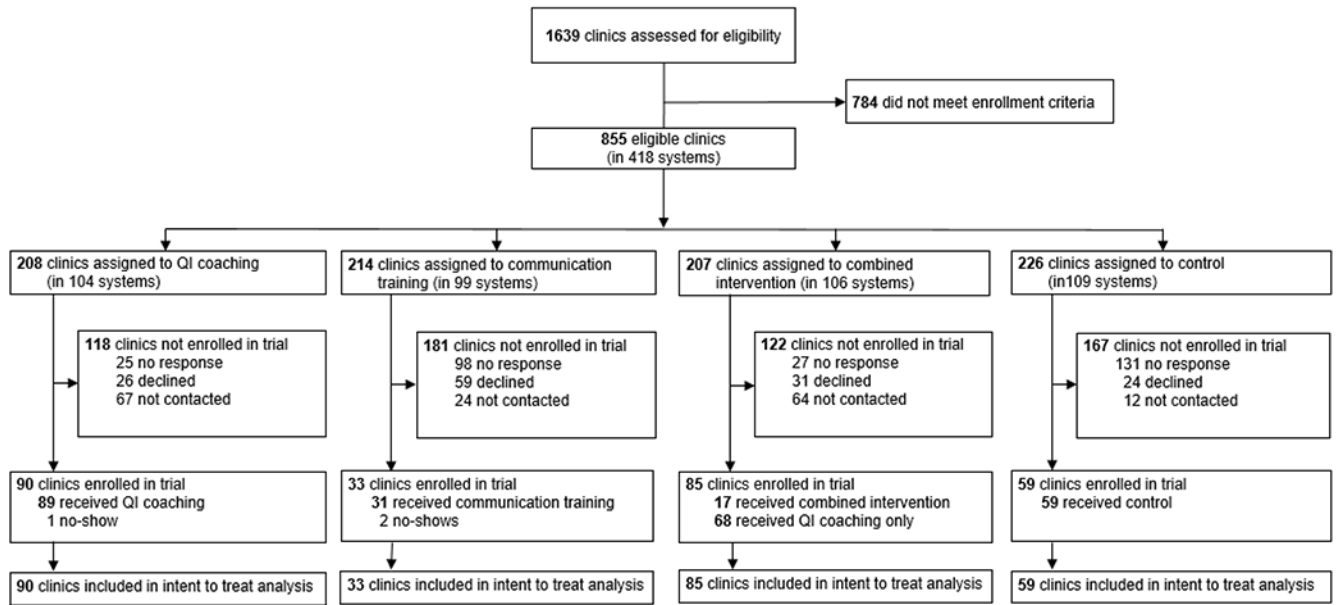 1639 clinics assessed for eligibility
784 did not meet enrollment criteria
855 eligible clinics
(in 418 systems)
208 clinics assigned to QI coaching
(in 104 systems)
214 clinics assigned to communication
training (in 99 systems)
207 clinics assigned to combined
intervention (in 106 systems)
226 clinics assigned to control
(in109 systems)
118 clinics not enrolled in trial
25 no response
26 declined
67 not contacted
181 clinics not enrolled in trial
98 no response
59 declined
24 not contacted
122 clinics not enrolled in trial
27 no response
31 declined
64 not contacted
167 clinics not enrolled in trial
131 no response
24 declined
12 not contacted
90 clinics enrolled in trial
89 received QI coaching
1 no-show
33 clinics enrolled in trial
31 received communication training
2 no-shows
85 clinics enrolled in trial
17 received combined intervention
68 received QI coaching only
59 clinics enrolled in trial
59 received control
90 clinics included in intent to treat analysis
33 clinics included in intent to treat analysis
85 clinics included in intent to treat analysis
59 clinics included in intent to treat analysis